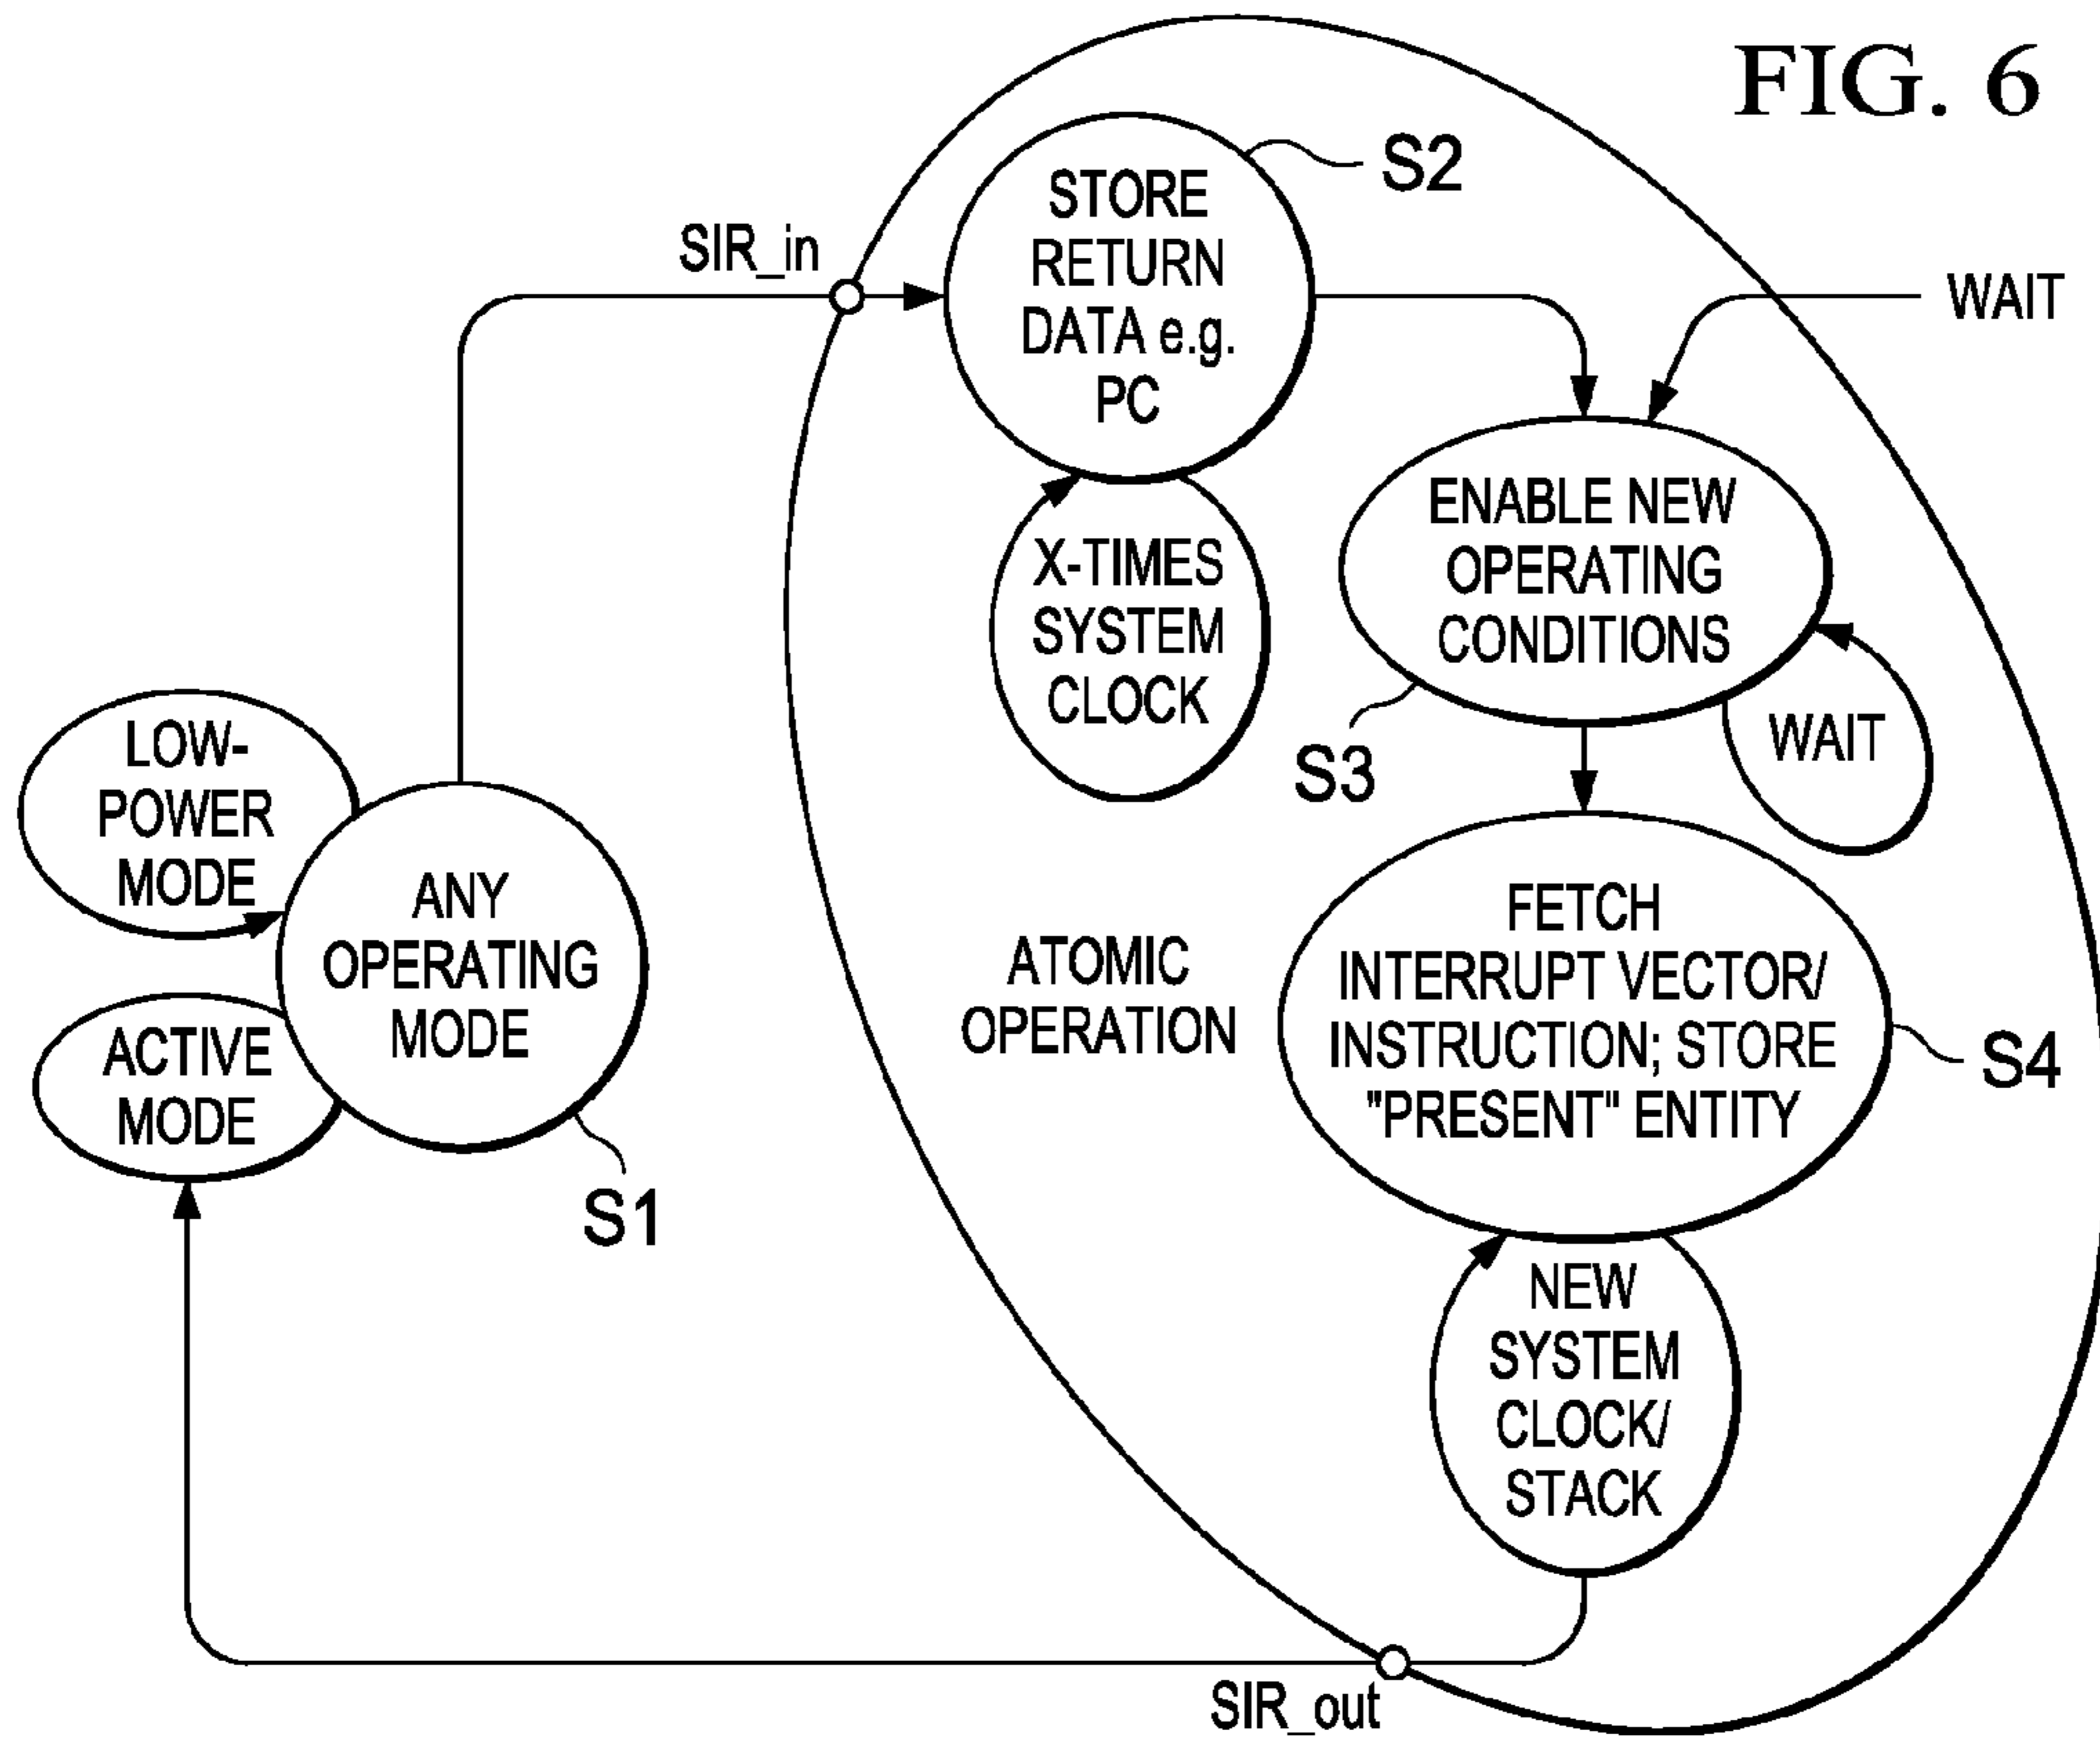 FIG. 6
S2
STORE
RETURN
DATA e.g.
PC
SIR_in
WAIT
ENABLE NEW
OPERATING
CONDITIONS
X-TIMES
SYSTEM
CLOCK
S3
WAIT
LOW-
POWER
MODE
ANY
OPERATING
MODE
ACTIVE
MODE
S1
ATOMIC
OPERATION
FETCH
INTERRUPT VECTOR/
INSTRUCTION; STORE
"PRESENT" ENTITY
S4
NEW
SYSTEM
CLOCK/
STACK
SIR_out